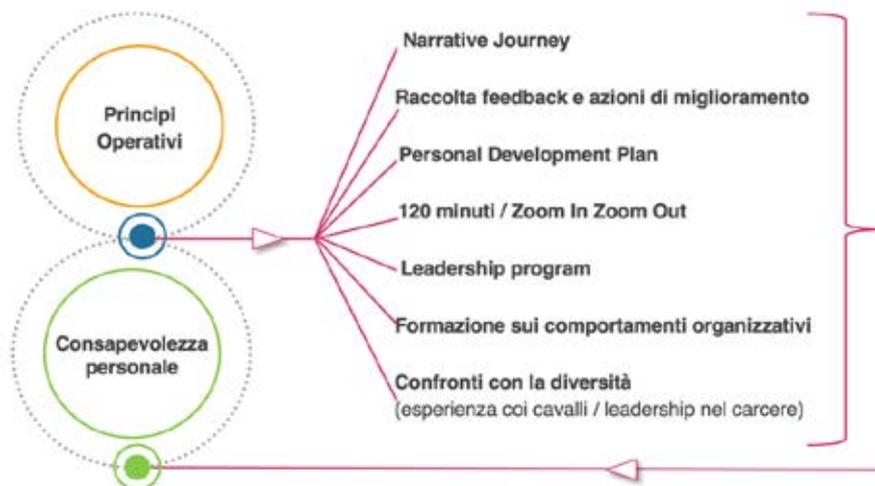 Principi
Operativi
Consapevolezza
personale
Narrative Journey
Raccolta feedback e azioni di miglioramento
Personal Development Plan
120 minuti / Zoom In Zoom Out
Leadership program
Formazione sui comportamenti organizzativi
Confronti con la diversità
(esperienza coi cavalli / leadership nel carcere)